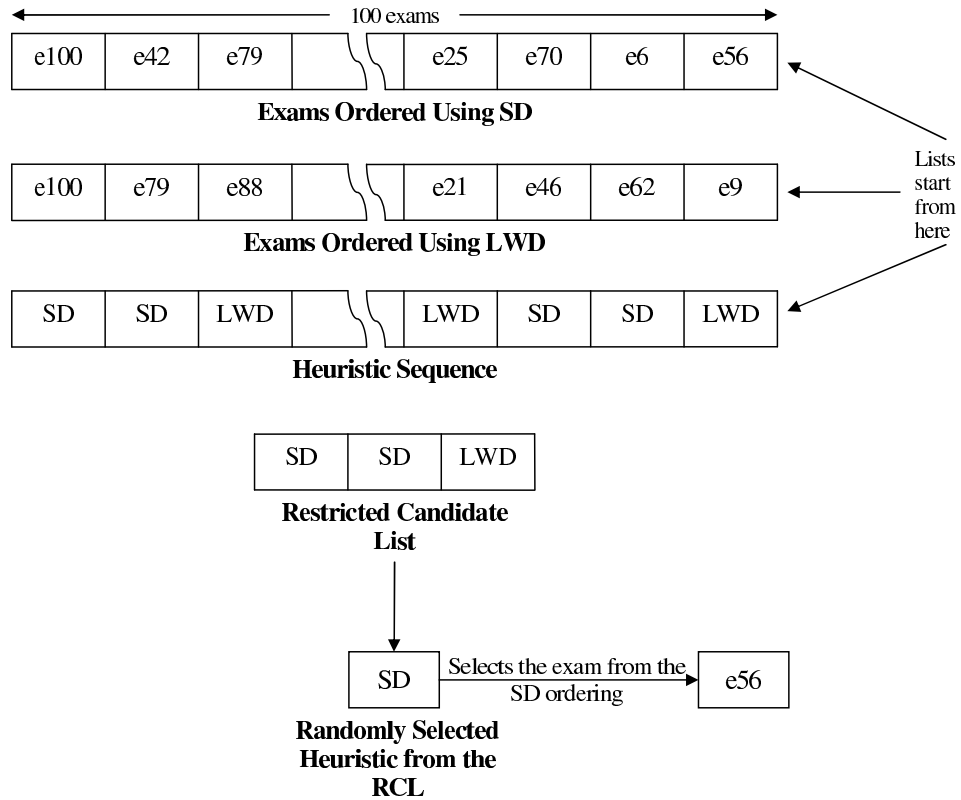 100 exams
e100 e42 e79 e25 e70 e6 e56
Exams Ordered Using SD
e100 e79 e88 e21 e46 e62 e9
Exams Ordered Using LWD
Lists
start
from
here
SD SD LWD LWD SD SD LWD
Heuristic Sequence
SD SD LWD
Restricted Candidate
List
SD
Selects the exam from the
SD ordering
e56
Randomly Selected
Heuristic from the
RCL